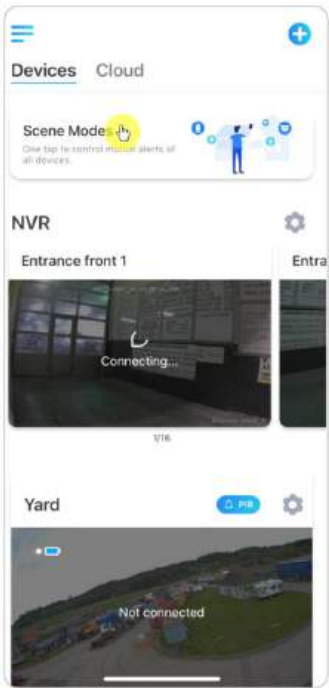 Devices Cloud
Scene Modes
One tap to control motion alerts of
all devices.
NVR
Entrance front 1
Entra
Connecting...
1/16
Yard
PIR
Not connected